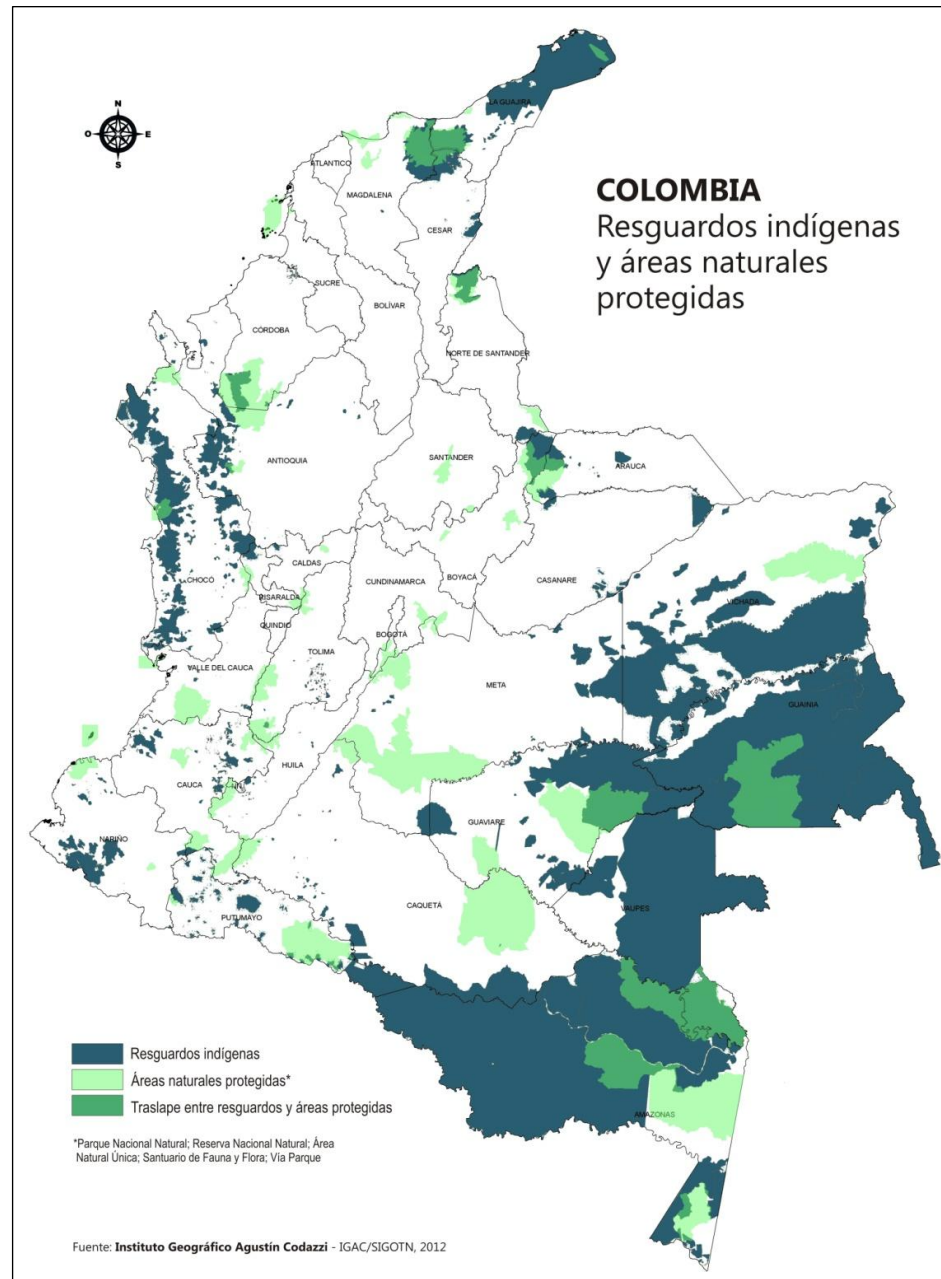 N
O
E
S
COLOMBIA
Resguardos indígenas
y áreas naturales
protegidas
LA GUAJIRA
ATLANTICO
MAGDALENA
CESAR
SUCRE
BOLÍVAR
CÓRDOBA
NORTE DE SANTANDER
ANTIOQUIA
SANTANDER
ARAUCA
CALDAS
CHOCÓ
CUNDINAMARCA
BOYACÁ
CASANARE
RISARALDA
VICHADA
QUINDIO
BOGOTÁ
TOLIMA
VALLE DEL CAUCA
META
GUAINIA
HUILA
CAUCA
GUAVIARE
NARIÑO
CAQUETÁ
VAUPES
PUTUMAYO
AMAZONAS
Resguardos indígenas
Áreas naturales protegidas*
Traslape entre resguardos y áreas protegidas
*Parque Nacional Natural; Reserva Nacional Natural; Área
Natural Única; Santuario de Fauna y Flora; Vía Parque
Fuente: Instituto Geográfico Agustín Codazzi - IGAC/SIGOTN, 2012